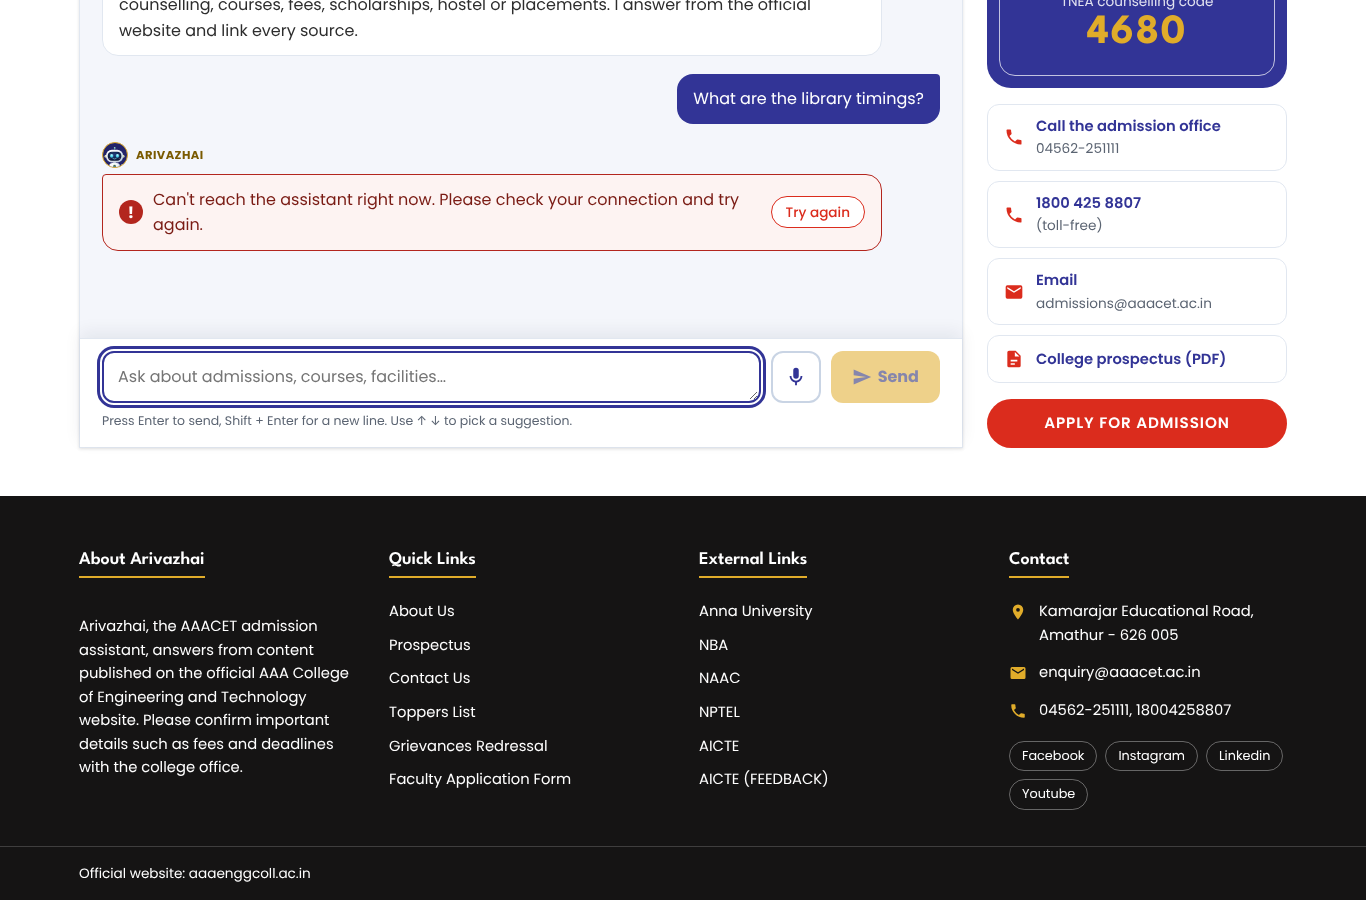 counselling, courses, fees, scholarships, hostel or placements. I answer from the official
website and link every source.
What are the library timings?
ARIVAZHAI
Can't reach the assistant right now. Please check your connection and try
again.
Try again
Ask about admissions, courses, facilities...
Send
Press Enter to send, Shift + Enter for a new line. Use ↑ ↓ to pick a suggestion.
TNEA counselling code
4680
Call the admission office
04562-251111
1800 425 8807
(toll-free)
Email
admissions@aaacet.ac.in
College prospectus (PDF)
APPLY FOR ADMISSION
About Arivazhai
Arivazhai, the AAACET admission
assistant, answers from content
published on the official AAA College
of Engineering and Technology
website. Please confirm important
details such as fees and deadlines
with the college office.
Quick Links
About Us
Prospectus
Contact Us
Toppers List
Grievances Redressal
Faculty Application Form
External Links
Anna University
NBA
NAAC
NPTEL
AICTE
AICTE (FEEDBACK)
Contact
Kamarajar Educational Road,
Amathur - 626 005
enquiry@aaacet.ac.in
04562-251111, 18004258807
Facebook
Instagram
Linkedin
Youtube
Official website: aaaenggcoll.ac.in